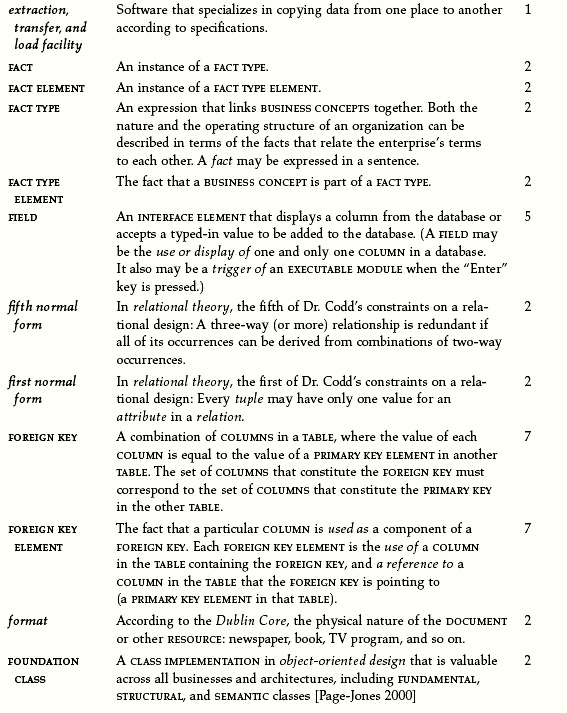 extraction, Software that specializes in copying data from one place to another 1
transfer, and according to specifications.
load facility
FACT An instance of a FACT TYPE. 2
FACT ELEMENT An instance of a FACT TYPE ELEMENT. 2
FACT TYPE An expression that links BUSINESS CONCEPTS together. Both the 2
nature and the operating structure of an organization can be
described in terms of the facts that relate the enterprise's terms
to each other. A fact may be expressed in a sentence.
FACT TYPE The fact that a BUSINESS CONCEPT is part of a FACT TYPE. 2
ELEMENT
FIELD An INTERFACE ELEMENT that displays a column from the database or 5
accepts a typed-in value to be added to the database. (A FIELD may
be the use or display of one and only one COLUMN in a database.
It also may be a trigger of an EXECUTABLE MODULE when the “Enter”
key is pressed.)
fifth normal In relational theory, the fifth of Dr. Codd's constraints on a rela- 2
form tional design: A three-way (or more) relationship is redundant if
all of its occurrences can be derived from combinations of two-way
occurrences.
first normal In relational theory, the first of Dr. Codd's constraints on a rela- 2
form tional design: Every tuple may have only one value for an
attribute in a relation.
FOREIGN KEY A combination of COLUMNS in a TABLE, where the value of each 7
COLUMN is equal to the value of a PRIMARY KEY ELEMENT in another
TABLE. The set of COLUMNS that constitute the FOREIGN KEY must
correspond to the set of COLUMNS that constitute the PRIMARY KEY
in the other TABLE.
FOREIGN KEY The fact that a particular COLUMN is used as a component of a 7
ELEMENT FOREIGN KEY. Each FOREIGN KEY ELEMENT is the use of a COLUMN
in the TABLE containing the FOREIGN KEY, and a reference to a
COLUMN in the TABLE that the FOREIGN KEY is pointing to
(a PRIMARY KEY ELEMENT in that TABLE).
format According to the Dublin Core, the physical nature of the DOCUMENT 2
or other RESOURCE: newspaper, book, TV program, and so on.
FOUNDATION A CLASS IMPLEMENTATION in object-oriented design that is valuable 2
CLASS across all businesses and architectures, including FUNDAMENTAL,
STRUCTURAL, and SEMANTIC classes [Page-Jones 2000]